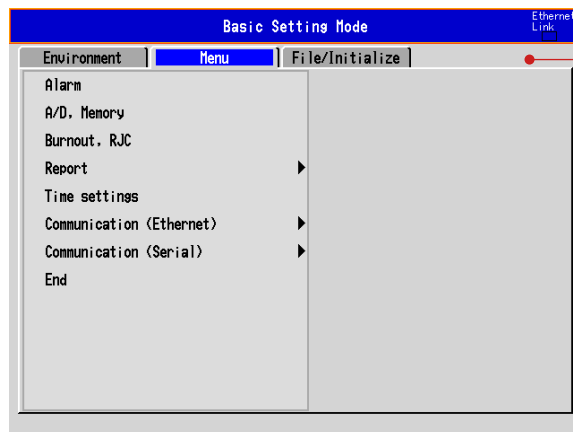 Basic Setting Mode
Ethernet
Link
Environment Menu File/Initialize
Alarm
A/D, Memory
Burnout, RJC
Report
Time settings
Communication (Ethernet)
Communication (Serial)
End